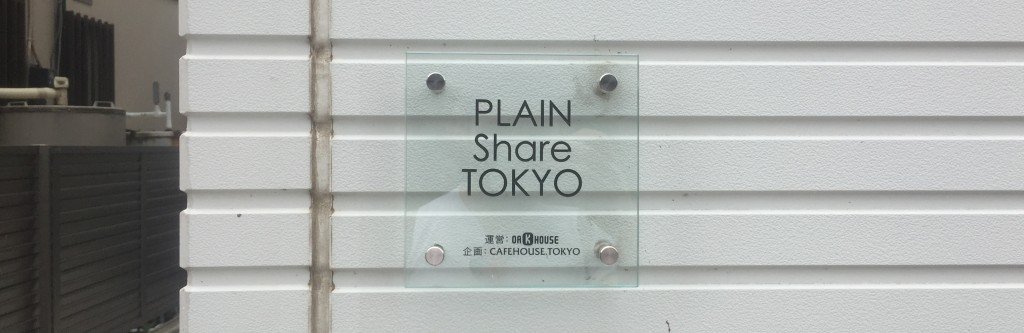 PLAIN
Share
TOKYO
運営：OAKHOUSE
企画：CAFEHOUSE.TOKYO